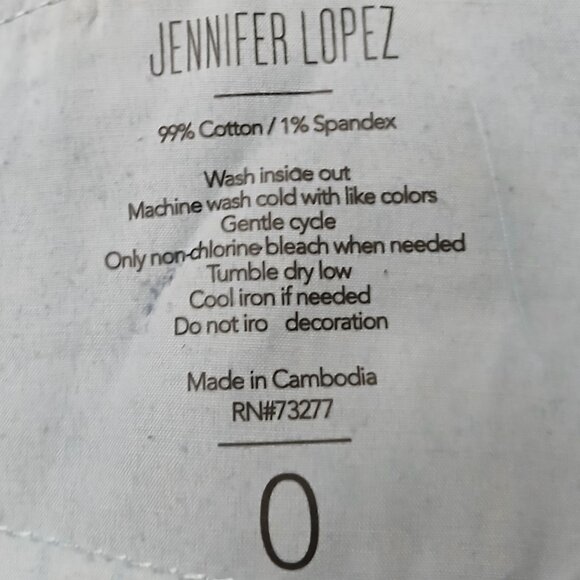 JENNIFER LOPEZ
99% Cotton / 1% Spandex
Wash inside out
Machine wash cold with like colors
Gentle cycle
Only non-chlorine bleach when needed
Tumble dry low
Cool iron if needed
Do not iro decoration
Made in Cambodia
RN#73277
0